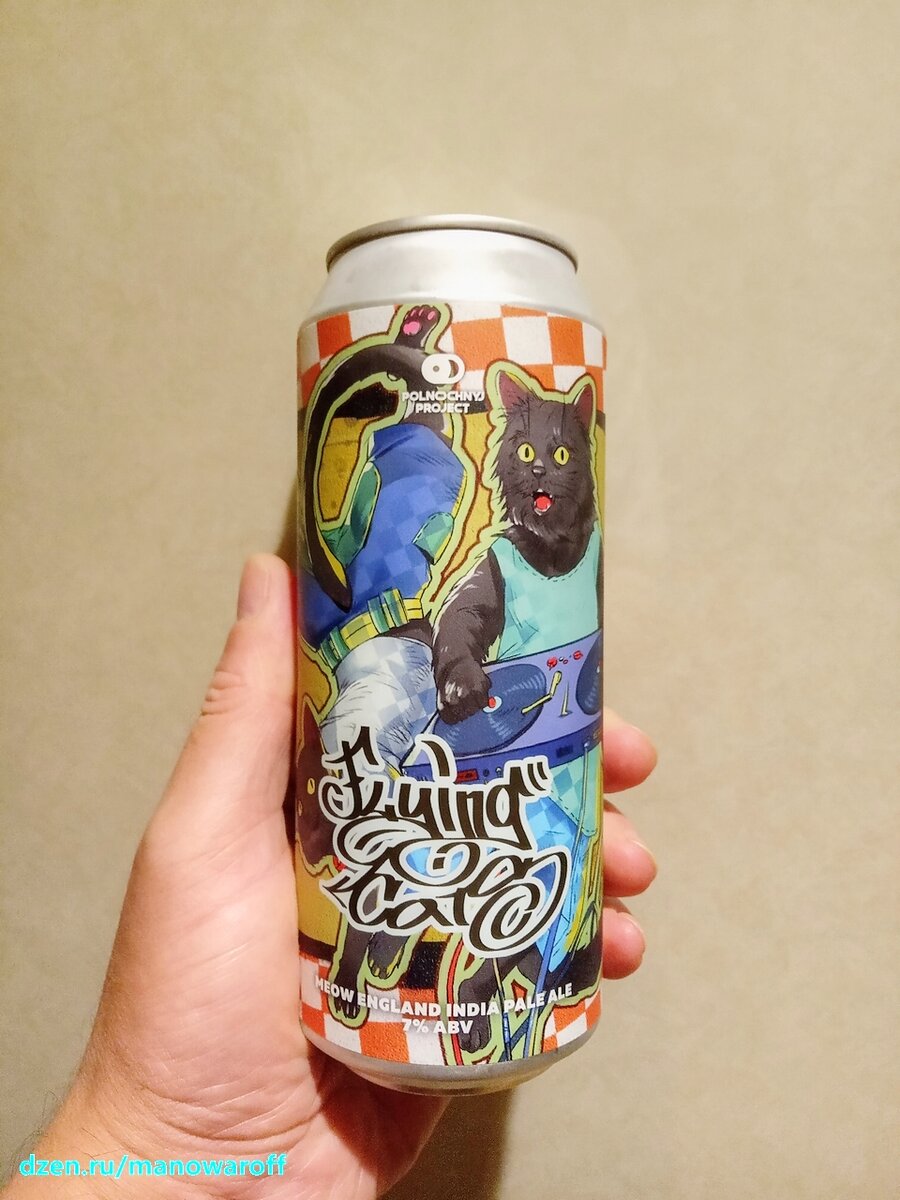 POLNOCHNYJ
PROJECT
Flying
Cats
MEOW ENGLAND INDIA PALE ALE
7% ABV
dzen.ru/manowaroff